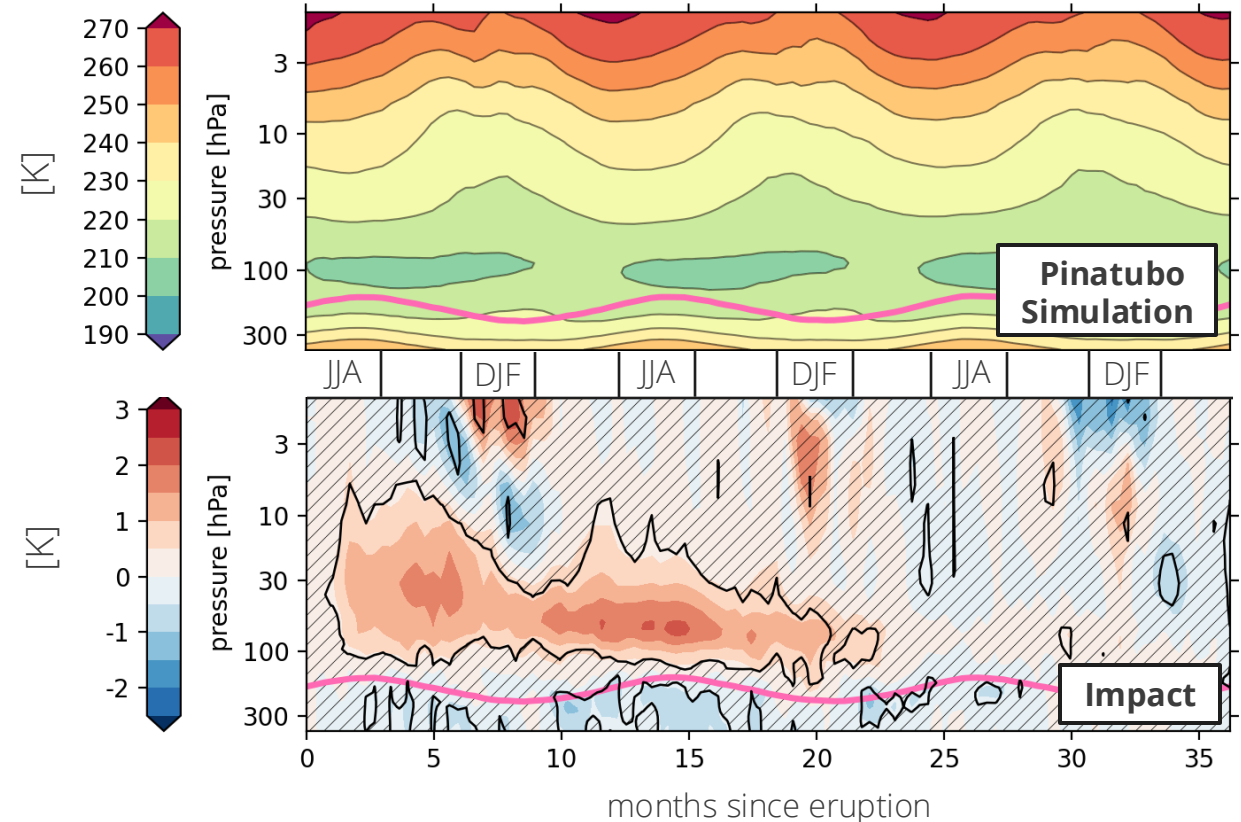 270
260
250
240
230
220
210
200
190
[K]
pressure [hPa]
3
10
30
100
300
Pinatubo
Simulation
JJA
DJF
JJA
DJF
JJA
DJF
3
2
1
0
-1
-2
[K]
pressure [hPa]
3
10
30
100
300
Impact
0 5 10 15 20 25 30 35
months since eruption